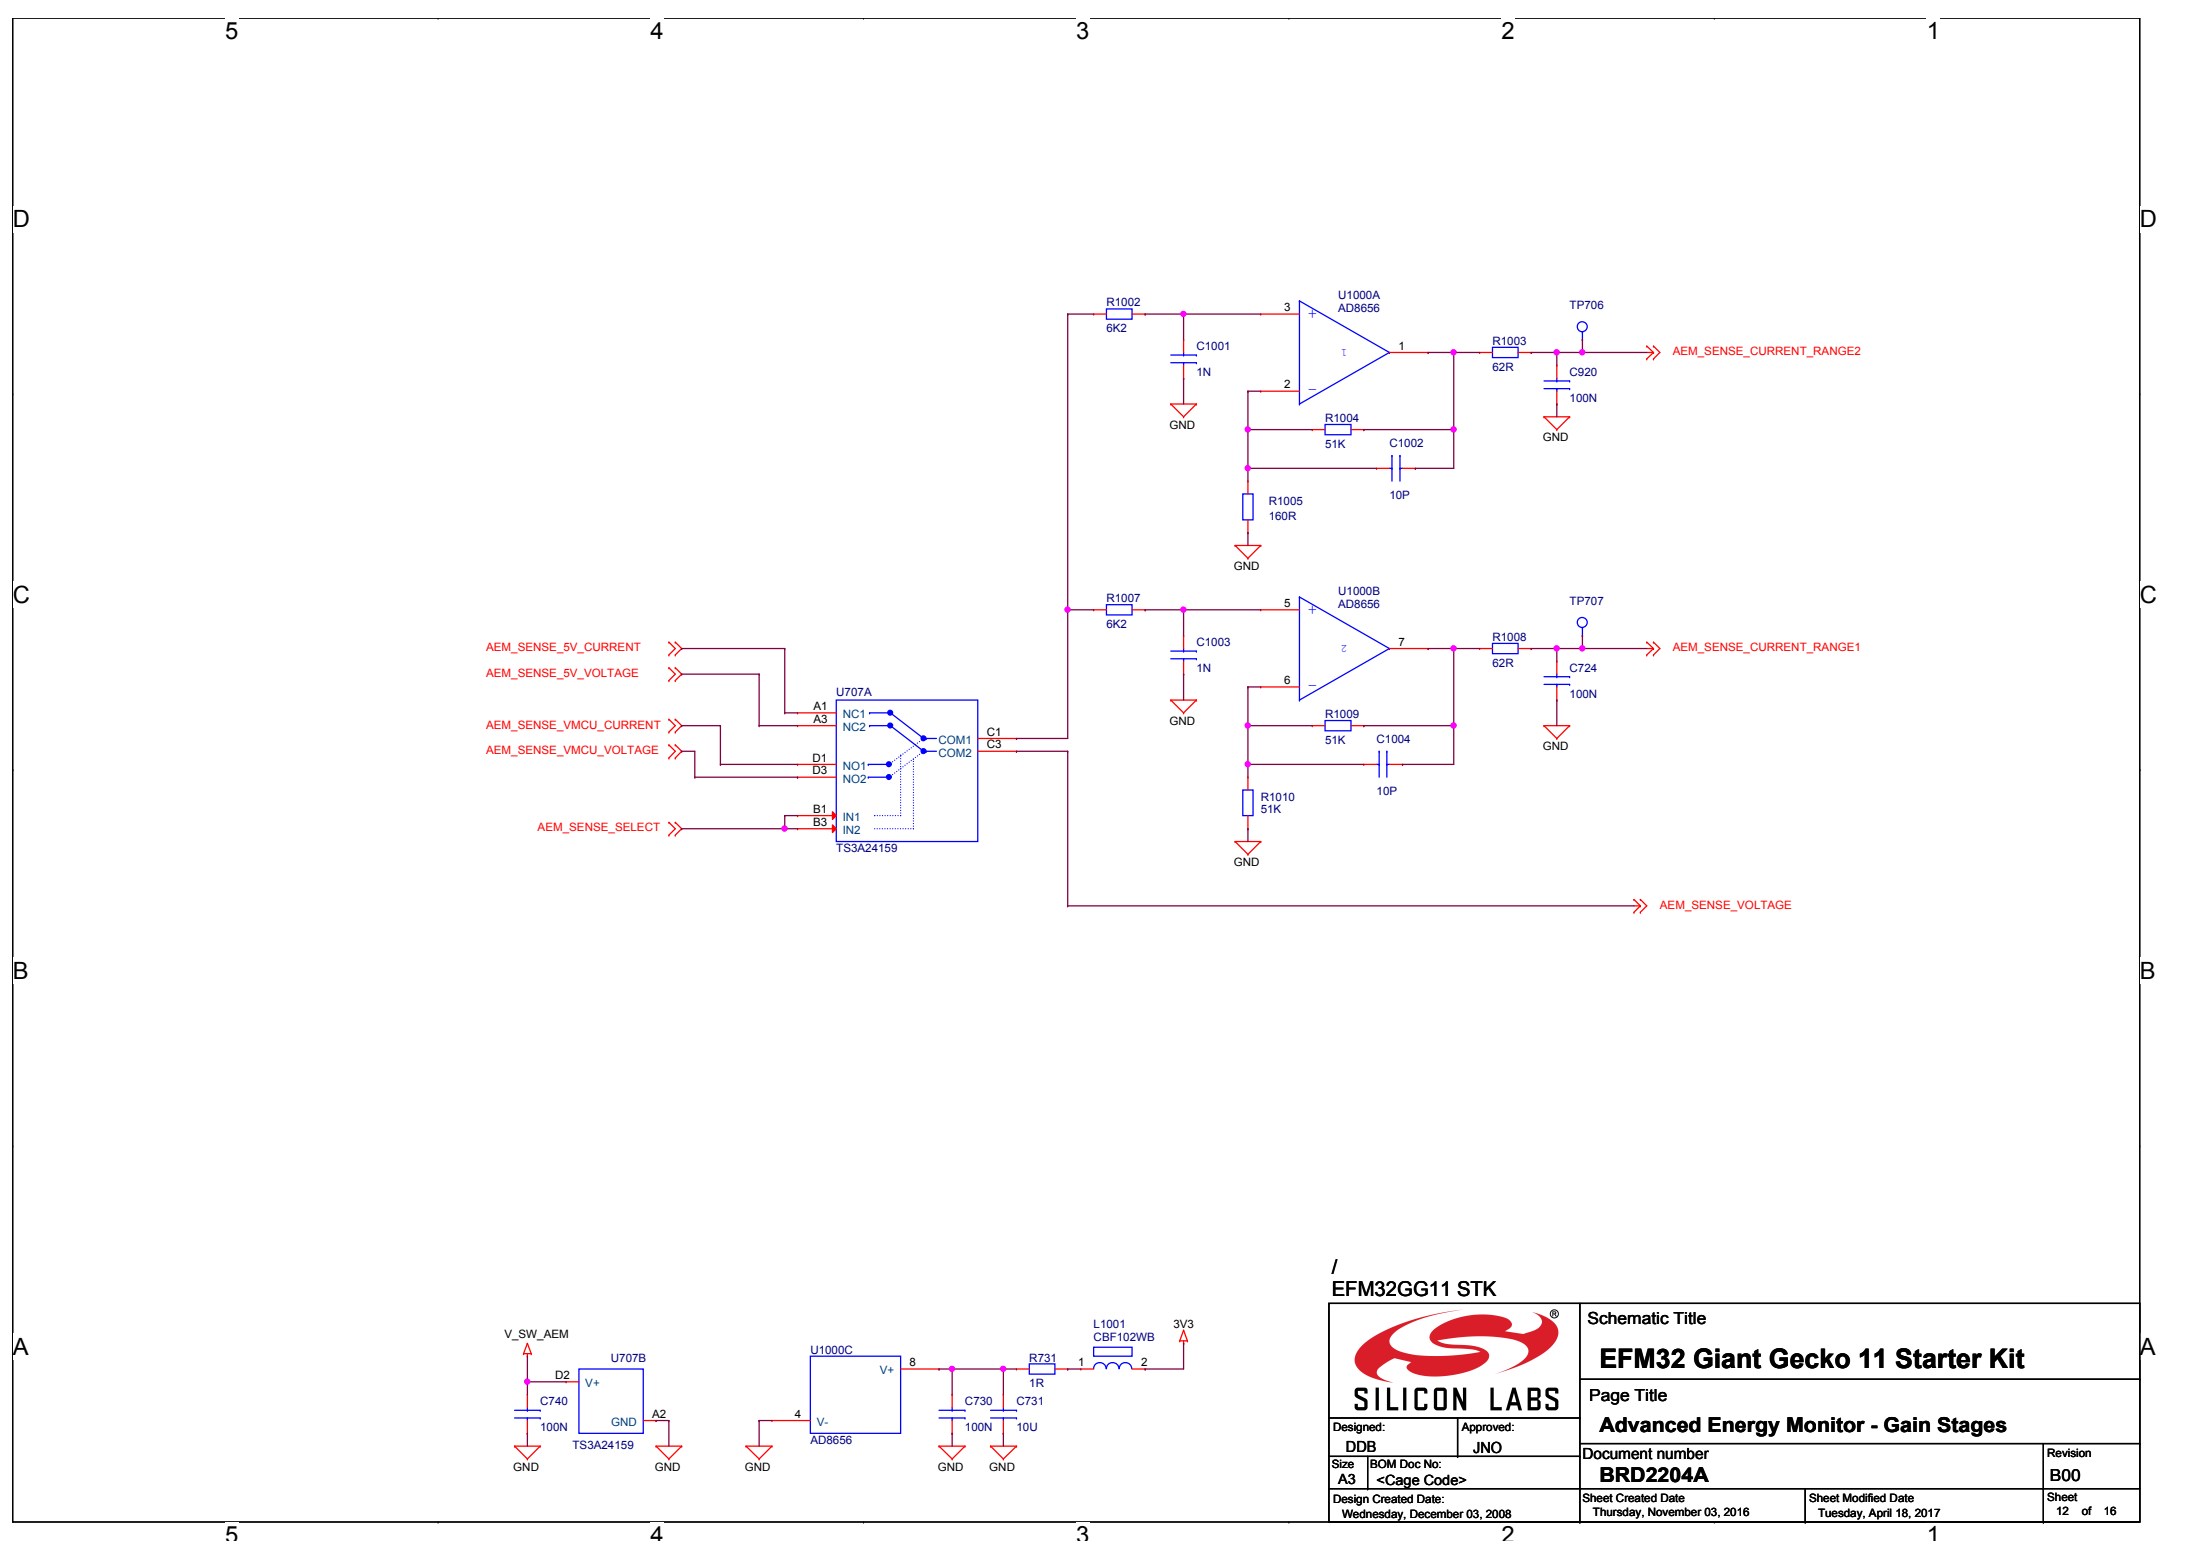 5 4 3 2 1
D D
C C
B B
A A
R1002
6K2
C1001
1N
GND
U1000A
AD8656
3
+
2
−
1
1
R1004
51K
C1002
10P
R1005
160R
GND
R1003
62R
TP706
C920
100N
GND
AEM_SENSE_CURRENT_RANGE2
R1007
6K2
C1003
1N
GND
U1000B
AD8656
5
+
6
−
2
7
R1009
51K
C1004
10P
R1010
51K
GND
R1008
62R
TP707
C724
100N
GND
AEM_SENSE_CURRENT_RANGE1
AEM_SENSE_5V_CURRENT
AEM_SENSE_5V_VOLTAGE
AEM_SENSE_VMCU_CURRENT
AEM_SENSE_VMCU_VOLTAGE
AEM_SENSE_SELECT
U707A
A1 NC1
A3 NC2
COM1 C1
COM2 C3
D1 NO1
D3 NO2
B1 IN1
B3 IN2
TS3A24159
AEM_SENSE_VOLTAGE
V_SW_AEM
U707B
D2 V+
C740
100N
GND A2
TS3A24159
GND
GND
U1000C
V+ 8
4 V-
AD8656
GND
C730
100N
GND
C731
10U
GND
R731
1R
L1001
CBF102WB
1 2
3V3
/
EFM32GG11 STK
®
SILICON LABS
Schematic Title
EFM32 Giant Gecko 11 Starter Kit
Page Title
Advanced Energy Monitor - Gain Stages
Designed:
DDB
Approved:
JNO
Document number
BRD2204A
Revision
B00
Size
A3
BOM Doc No:
<Cage Code>
Design Created Date:
Wednesday, December 03, 2008
Sheet Created Date
Thursday, November 03, 2016
Sheet Modified Date
Tuesday, April 18, 2017
Sheet
12 of 16
5 4 3 2 1